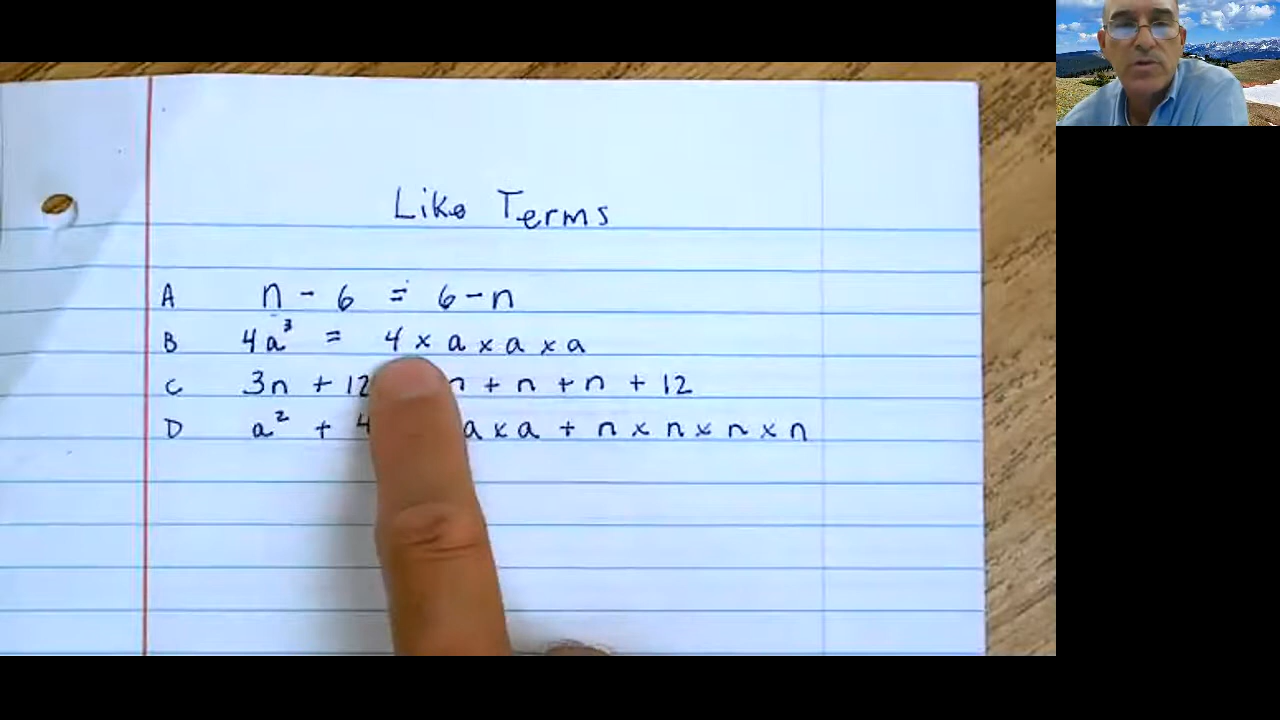 Like Terms
A n - 6 = 6 - n
B 4a³ = 4 x a x a x a
C 3n + 12 n + n + n + 12
D a² + 4 a x a + n x n x n x n